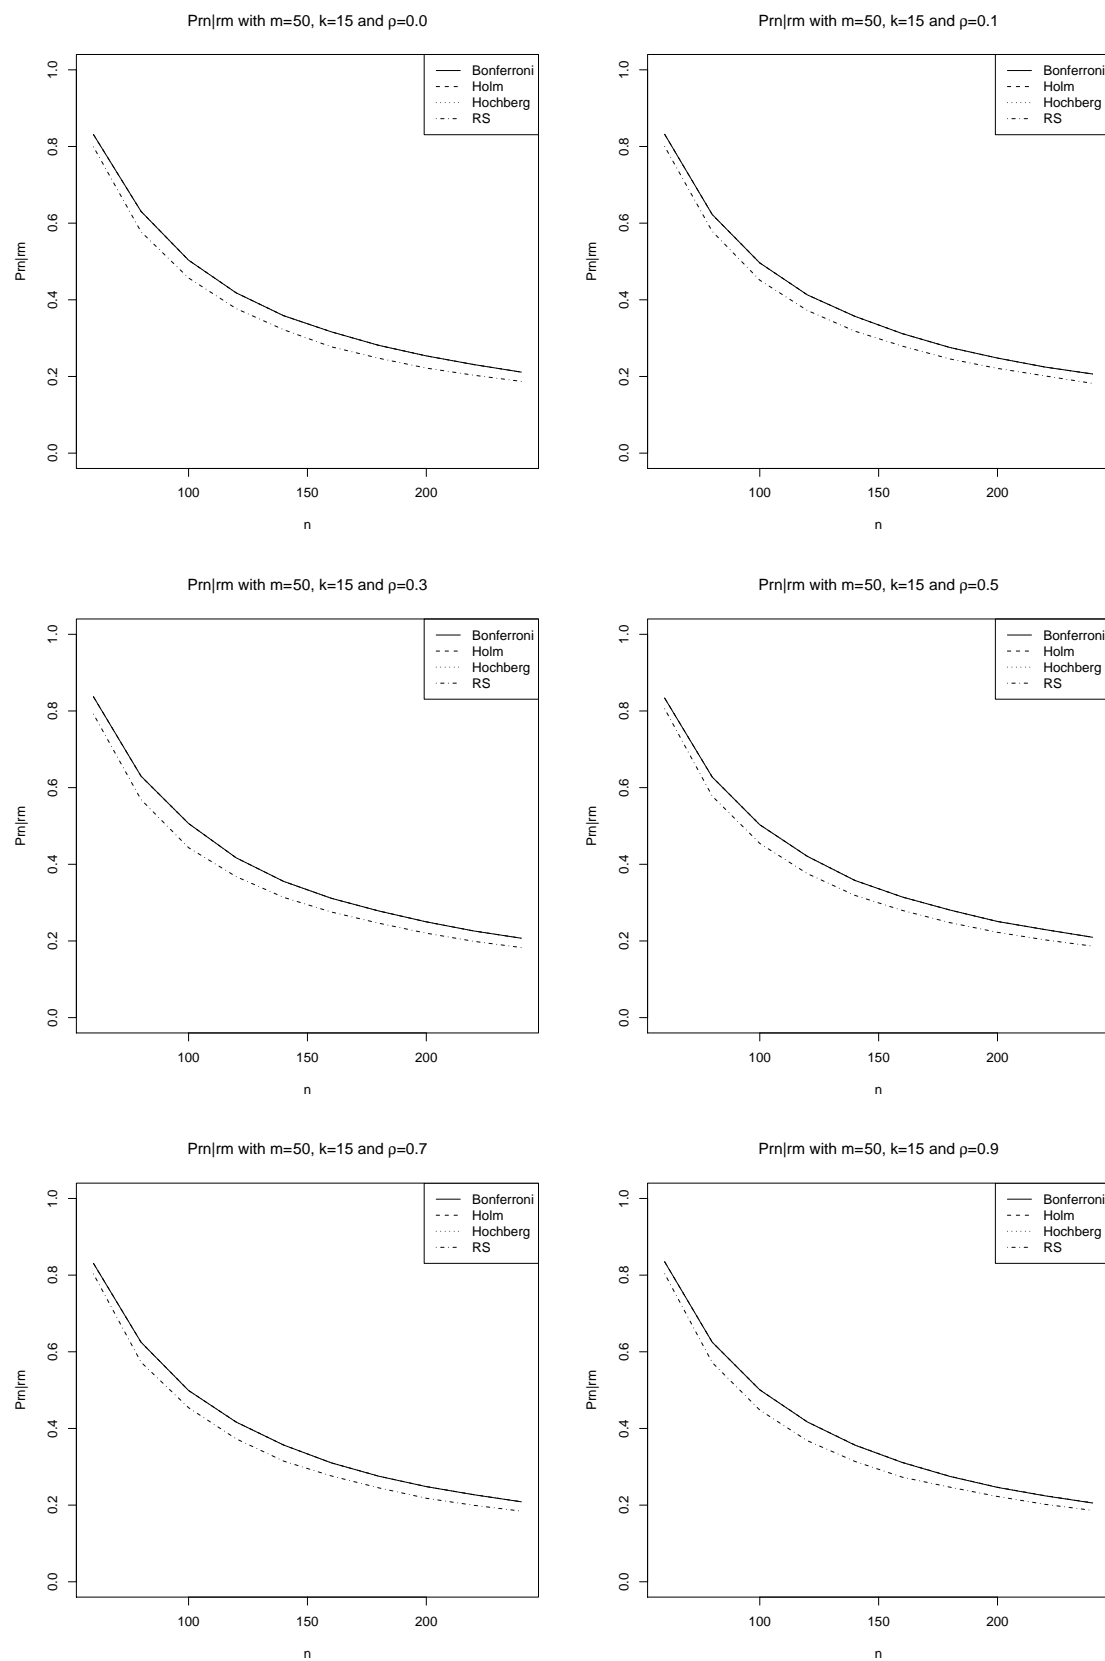 Prn|rm with m=50, k=15 and ρ=0.0
Bonferroni
Holm
Hochberg
RS
Prn|rm
0.0 0.2 0.4 0.6 0.8 1.0
100 150 200
n
Prn|rm with m=50, k=15 and ρ=0.1
Bonferroni
Holm
Hochberg
RS
Prn|rm
0.0 0.2 0.4 0.6 0.8 1.0
100 150 200
n
Prn|rm with m=50, k=15 and ρ=0.3
Bonferroni
Holm
Hochberg
RS
Prn|rm
0.0 0.2 0.4 0.6 0.8 1.0
100 150 200
n
Prn|rm with m=50, k=15 and ρ=0.5
Bonferroni
Holm
Hochberg
RS
Prn|rm
0.0 0.2 0.4 0.6 0.8 1.0
100 150 200
n
Prn|rm with m=50, k=15 and ρ=0.7
Bonferroni
Holm
Hochberg
RS
Prn|rm
0.0 0.2 0.4 0.6 0.8 1.0
100 150 200
n
Prn|rm with m=50, k=15 and ρ=0.9
Bonferroni
Holm
Hochberg
RS
Prn|rm
0.0 0.2 0.4 0.6 0.8 1.0
100 150 200
n